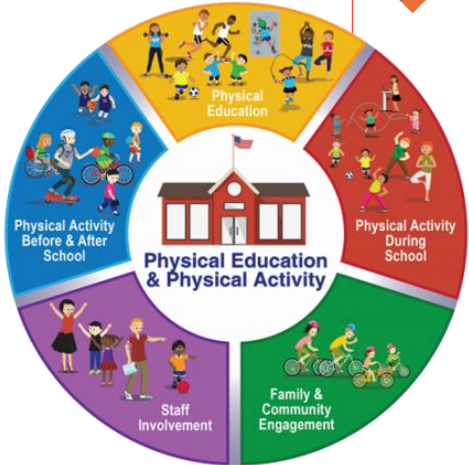 Physical
Education
Physical Activity
Before & After
School
Physical Activity
During
School
Physical Education
& Physical Activity
Staff
Involvement
Family &
Community
Engagement